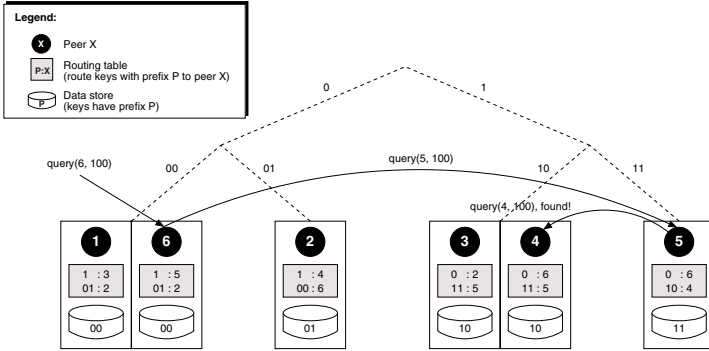 Legend:
X Peer X
P:X Routing table
(route keys with prefix P to peer X)
P Data store
(keys have prefix P)
0 1
query(6, 100) 00 01 query(5, 100) 10 11
query(4, 100), found!
1 6 2 3 4 5
1 : 3 1 : 5 1 : 4 0 : 2 0 : 6 0 : 6
01 : 2 01 : 2 00 : 6 11 : 5 11 : 5 10 : 4
00 00 01 10 10 11